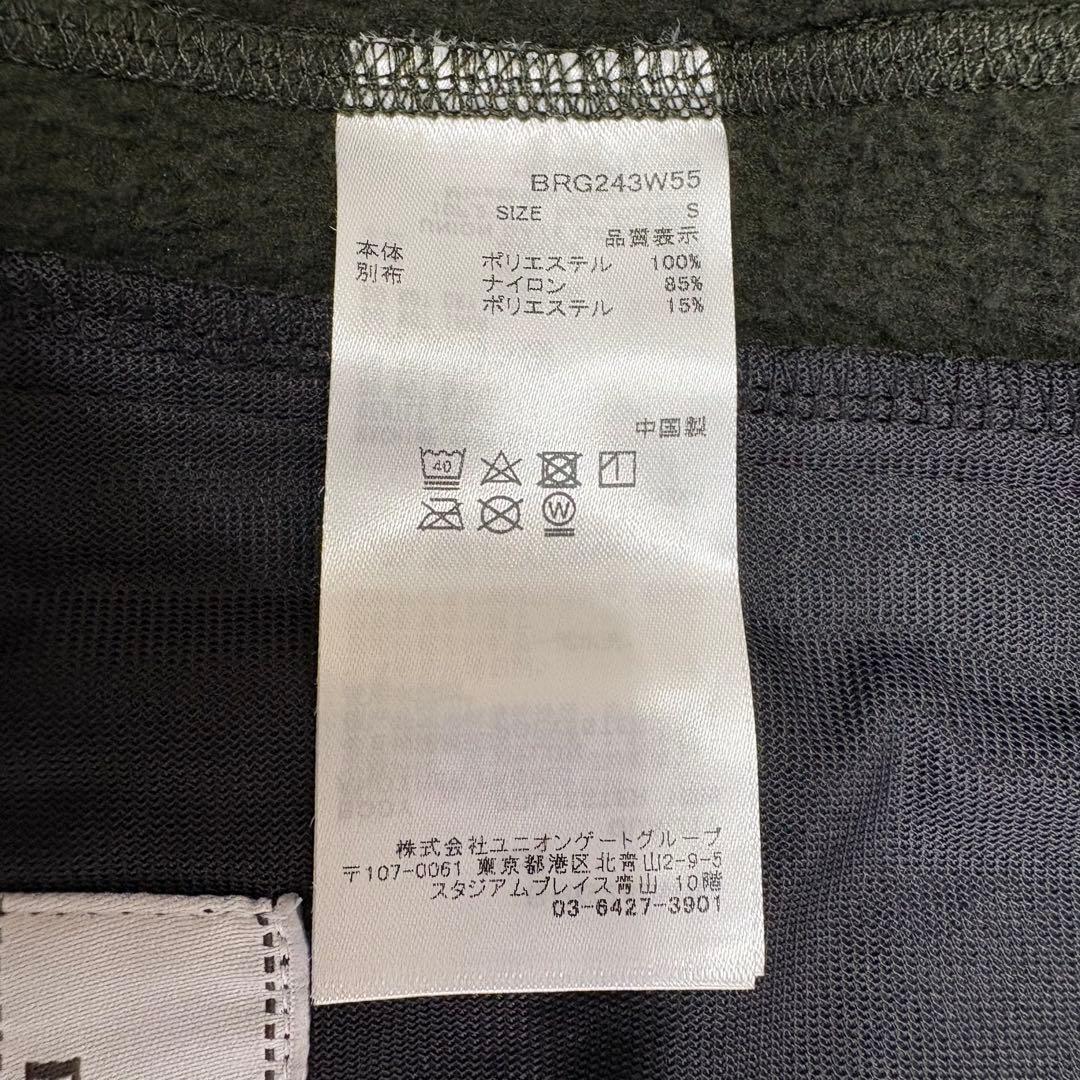 BRG243W55
SIZE S
品質表示
本体 ポリエステル 100%
別布 ナイロン 85%
ポリエステル 15%
中国製
40
W
株式会社ユニオンゲートグループ
〒107-0061 東京都港区北青山2-9-5
スタジアムプレイス青山 10階
03-6427-3901